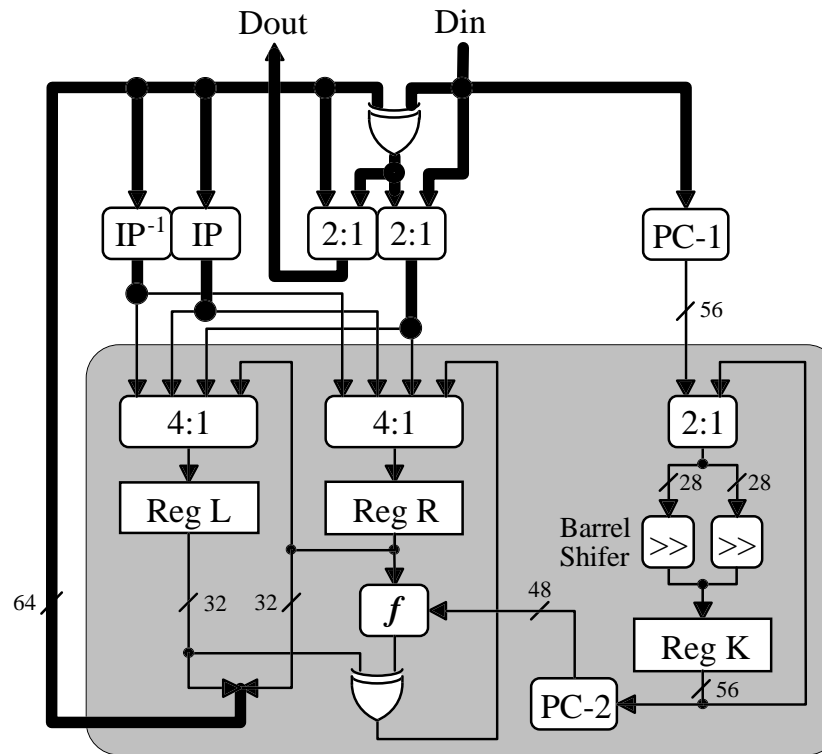 Dout Din
IP-1 IP 2:1 2:1 PC-1
56
4:1 4:1 2:1
28 28
Reg L Reg R
Barrel
Shifer
>> >>
64 32 32 f 48
Reg K
56
PC-2